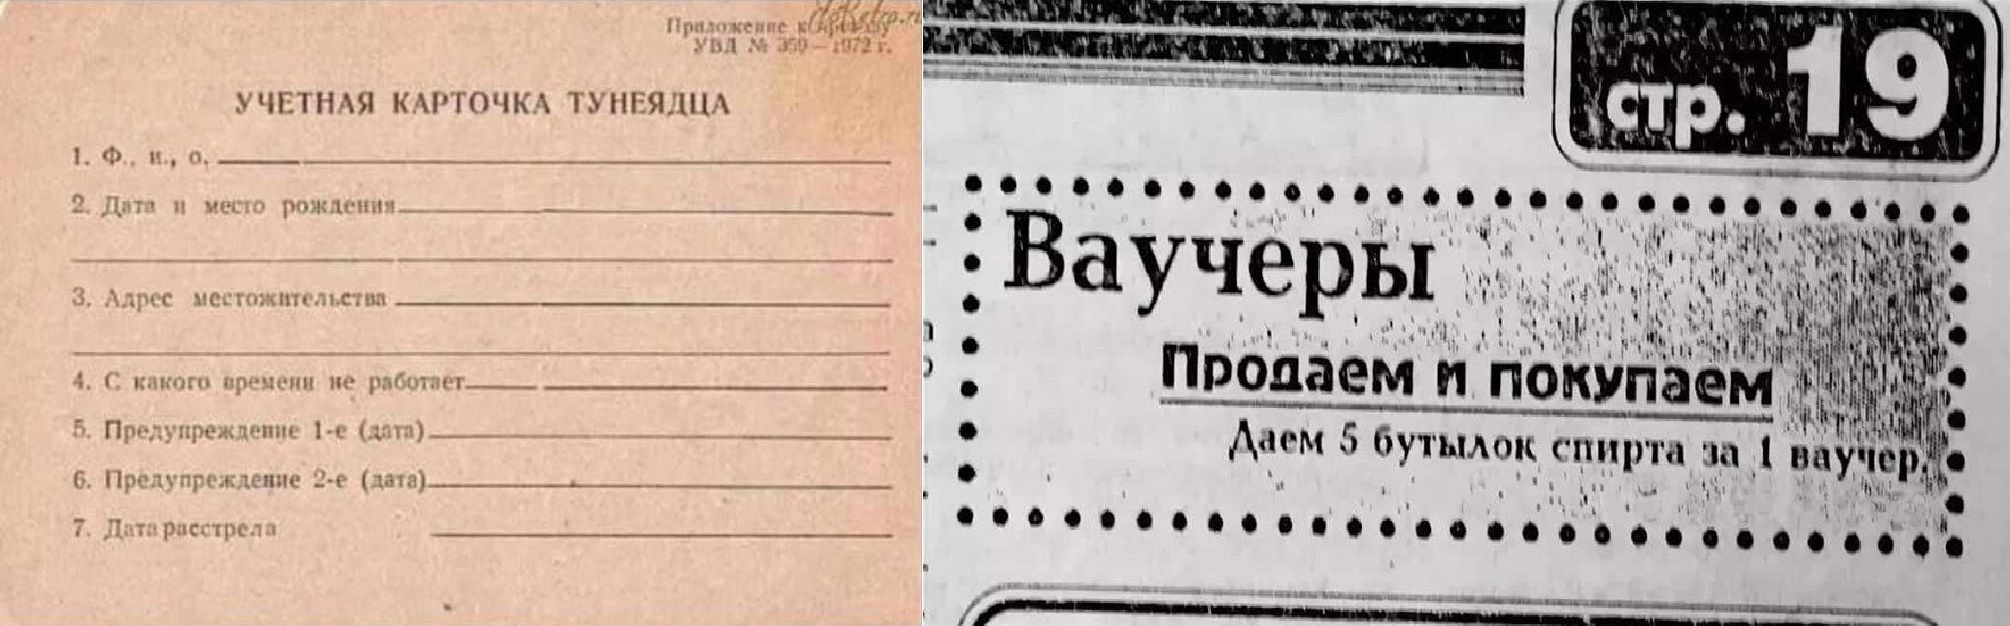 Приложение к
УВД № 350 — 1972 г.
УЧЕТНАЯ КАРТОЧКА ТУНЕЯДЦА
1. Ф., и., о.
2. Дата и место рождения
3. Адрес местожительства
4. С какого времени не работает
5. Предупреждение 1-е (дата)
6. Предупреждение 2-е (дата)
7. Дата расстрела
стр. 19
Ваучеры
Продаем и покупаем
Даем 5 бутылок спирта за 1 ваучер.